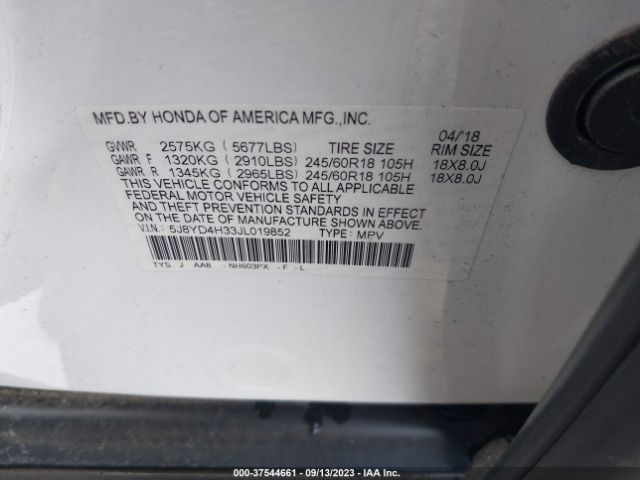 MFD.BY HONDA OF AMERICA MFG.,INC.
04/'18
GVWR 2575KG ( 5677LBS) TIRE SIZE RIM SIZE
GAWR F 1320KG ( 2910LBS) 245/60R18 105H 18X8.0J
GAWR R 1345KG ( 2965LBS) 245/60R18 105H 18X8.0J
THIS VEHICLE CONFORMS TO ALL APPLICABLE
FEDERAL MOTOR VEHICLE SAFETY
AND THEFT PREVENTION STANDARDS IN EFFECT
ON THE DATE OF MANUFACTURE SHOWN ABOVE.
V.I.N.: 5J8YD4H33JL019852 TYPE: MPV
TYS J AA8 - NH603PX - F - L
000-37544661 - 09/13/2023 - IAA Inc.